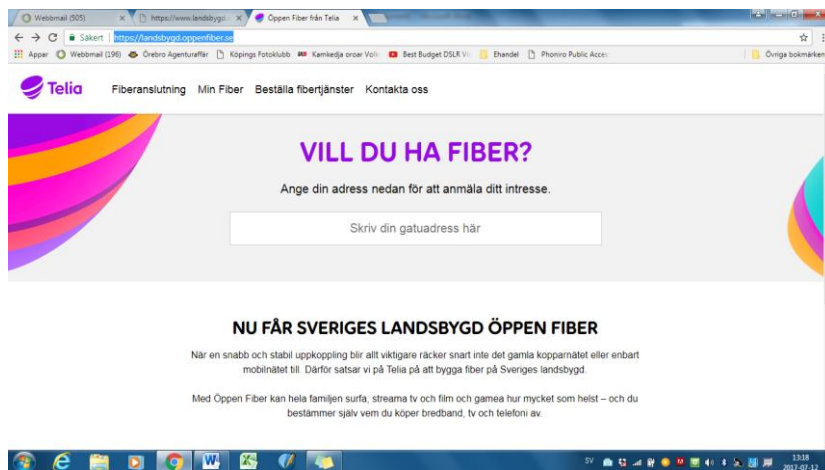 Webbmail (505)
https://www.landsbygd.
Öppen Fiber från Telia
Säkert
https://landsbygd.oppenfiber.se
Appar
Webbmail (196)
Örebro Agenturaffär
Köpings Fotoklubb
Kamkedja oroar Volk
Best Budget DSLR Vi
Ehandel
Phoniro Public Acces
Övriga bokmärken
Telia
Fiberanslutning
Min Fiber
Beställa fibertjänster
Kontakta oss
VILL DU HA FIBER?
Ange din adress nedan för att anmäla ditt intresse.
Skriv din gatuadress här
NU FÅR SVERIGES LANDSBYGD ÖPPEN FIBER
När en snabb och stabil uppkoppling blir allt viktigare räcker snart inte det gamla kopparnätet eller enbart
mobilnätet till. Därför satsar vi på Telia på att bygga fiber på Sveriges landsbygd.
Med Öppen Fiber kan hela familjen surfa, streama tv och film och gamea hur mycket som helst – och du
bestämmer själv vem du köper bredband, tv och telefoni av.
SV
13:18
2017-07-12